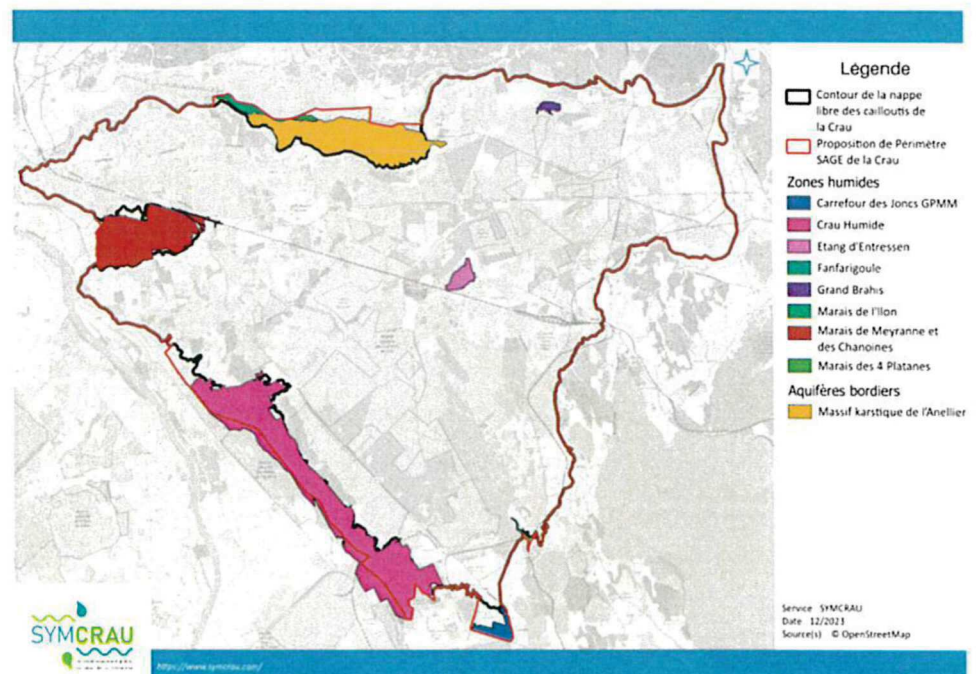 Légende
Contour de la nappe
libre des cailloutis de
la Crau
Proposition de Périmètre
SAGE de la Crau
Zones humides
Carrefour des Joncs GPMM
Crau Humide
Etang d'Entressen
Fanfarigoule
Grand Brahis
Marais de l'Ilon
Marais de Meyranne et
des Chanoines
Marais des 4 Platanes
Aquifères bordiers
Massif karstique de l'Anellier
Service SYMCRAU
Date 12/2023
Source(s) © OpenStreetMap
SYMCRAU
https://www.symcrau.com/